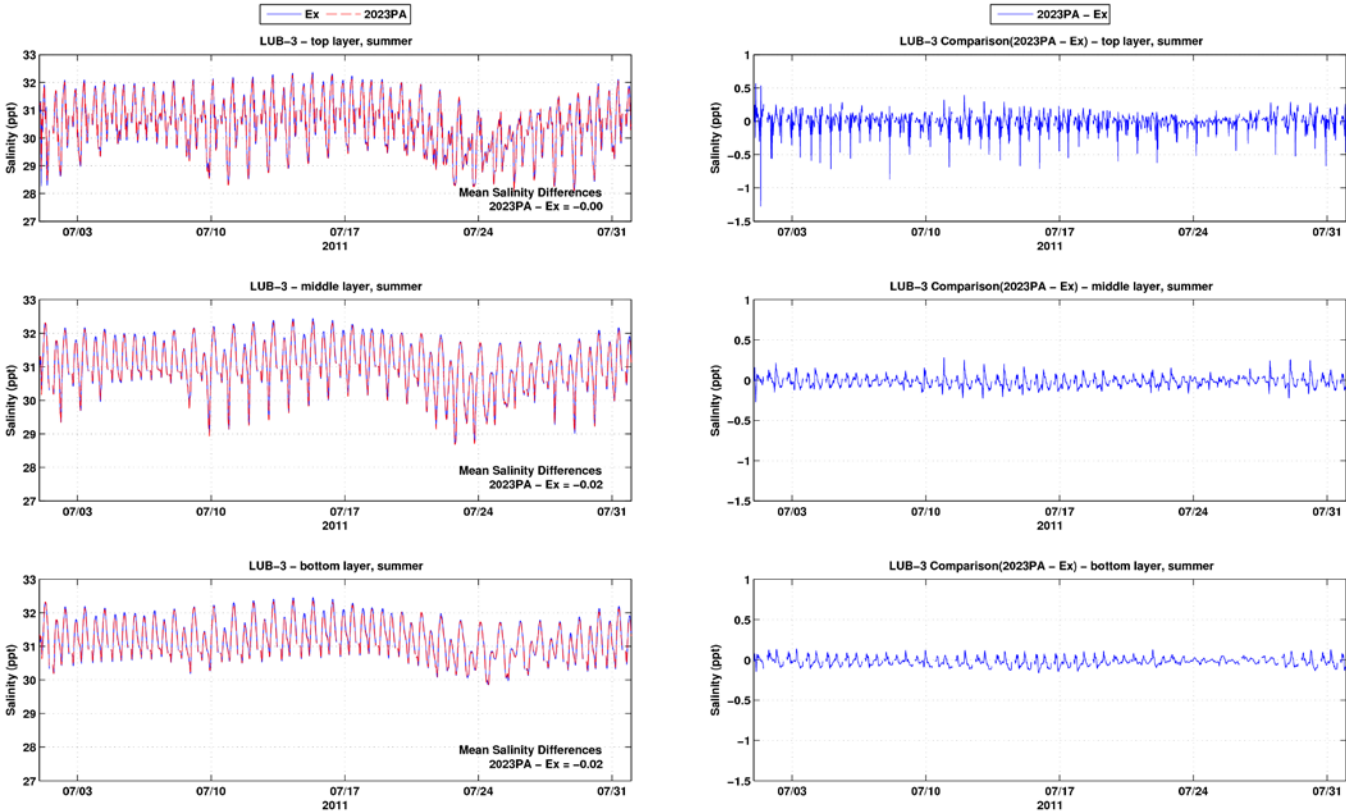 Ex 2023PA
LUB-3 – top layer, summer
33
32
31
30
29
28
27
Salinity (ppt)
Mean Salinity Differences
2023PA – Ex = –0.00
07/03 07/10 07/17 07/24 07/31
2011
2023PA – Ex
LUB-3 Comparison(2023PA – Ex) – top layer, summer
1
0.5
0
–0.5
–1
–1.5
Salinity (ppt)
07/03 07/10 07/17 07/24 07/31
2011
LUB-3 – middle layer, summer
33
32
31
30
29
28
27
Salinity (ppt)
Mean Salinity Differences
2023PA – Ex = –0.02
07/03 07/10 07/17 07/24 07/31
2011
LUB-3 Comparison(2023PA – Ex) – middle layer, summer
1
0.5
0
–0.5
–1
–1.5
Salinity (ppt)
07/03 07/10 07/17 07/24 07/31
2011
LUB-3 – bottom layer, summer
33
32
31
30
29
28
27
Salinity (ppt)
Mean Salinity Differences
2023PA – Ex = –0.02
07/03 07/10 07/17 07/24 07/31
2011
LUB-3 Comparison(2023PA – Ex) – bottom layer, summer
1
0.5
0
–0.5
–1
–1.5
Salinity (ppt)
07/03 07/10 07/17 07/24 07/31
2011